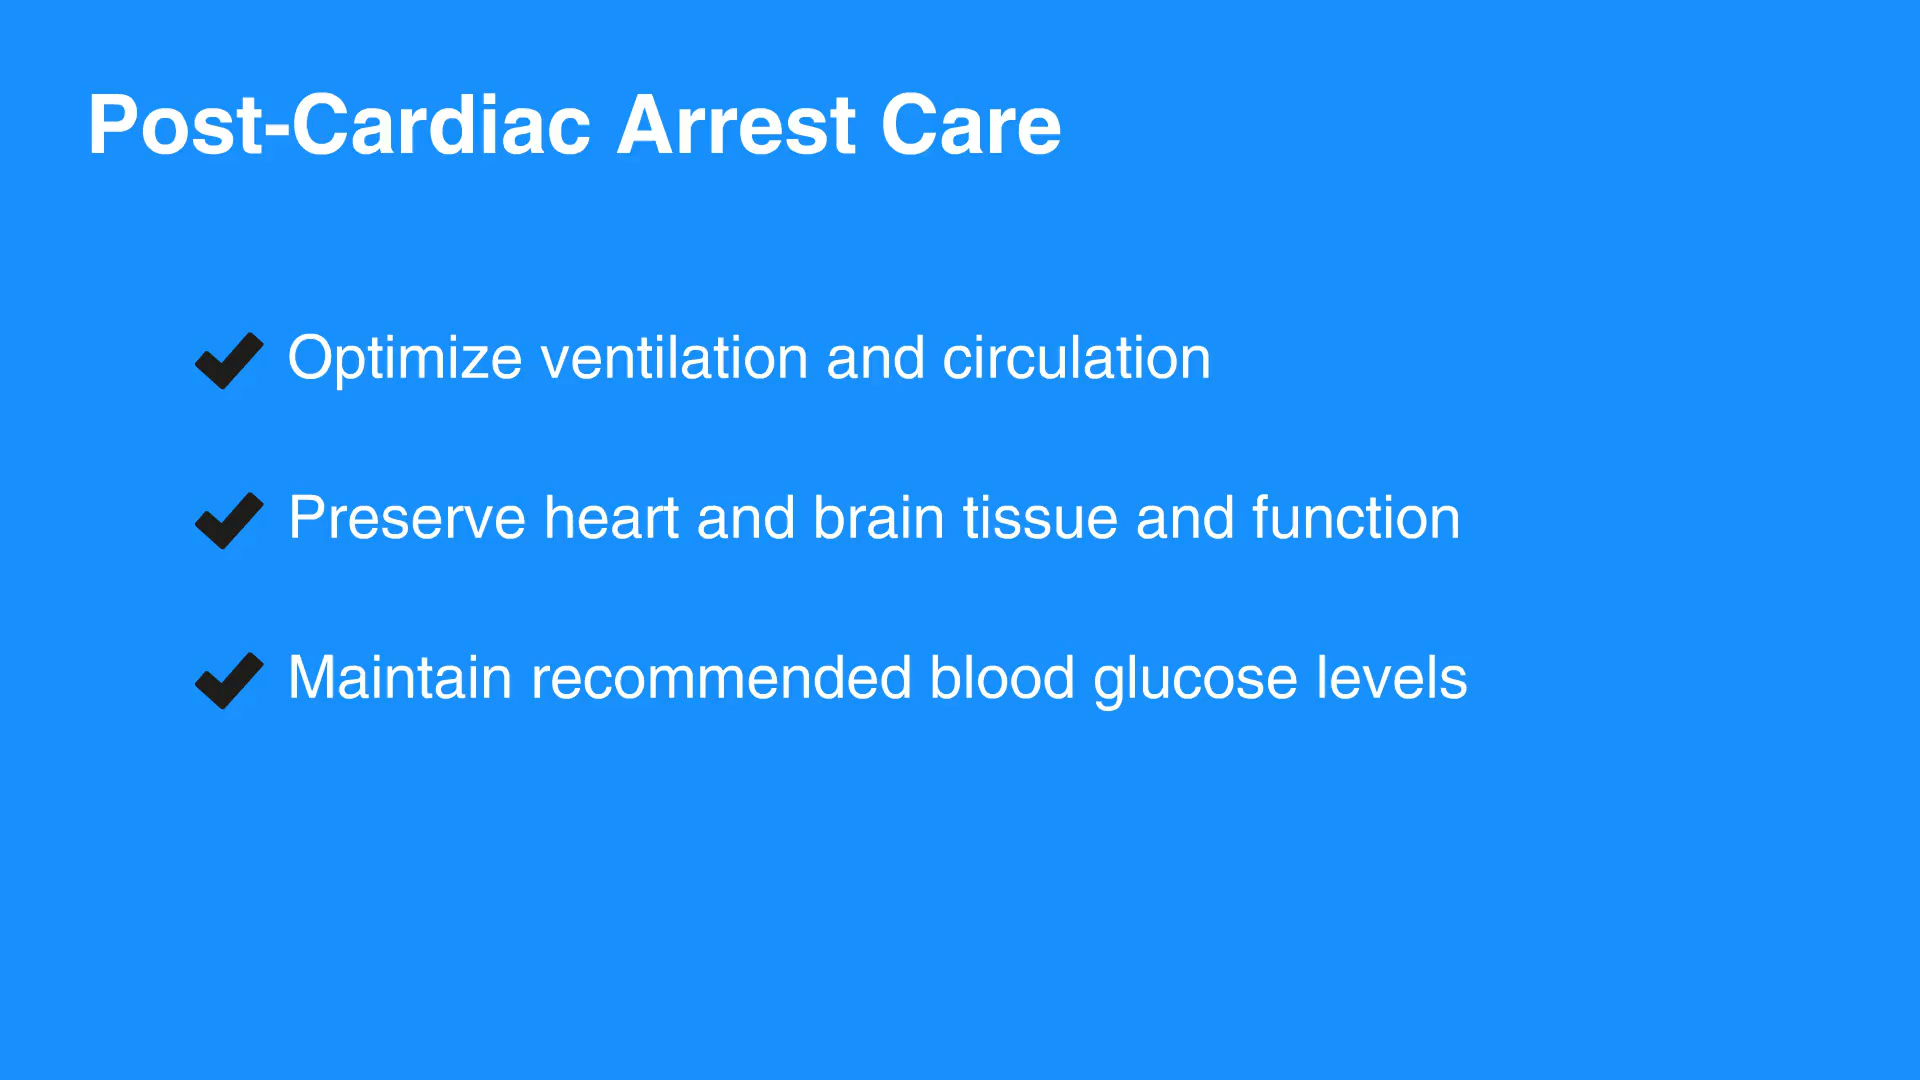 Post-Cardiac Arrest Care
Optimize ventilation and circulation
Preserve heart and brain tissue and function
Maintain recommended blood glucose levels